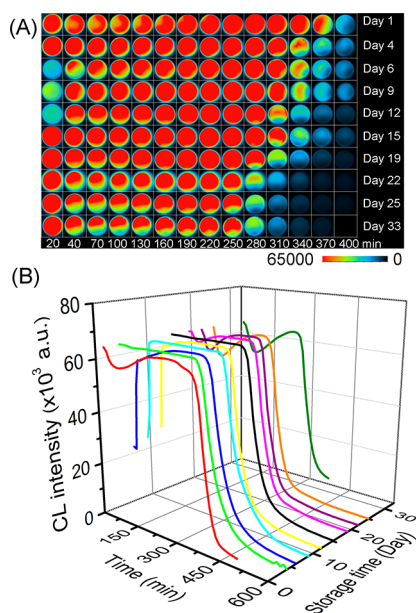 (A)
Day 1
Day 4
Day 6
Day 9
Day 12
Day 15
Day 19
Day 22
Day 25
Day 33
20 40 70 100 130 160 190 220 250 280 310 340 370 400 min
65000 0
(B)
CL intensity (x10³ a.u.)
80
60
40
20
0
150
300
450
600
Time (min)
0
10
20
30
Storage time (Day)